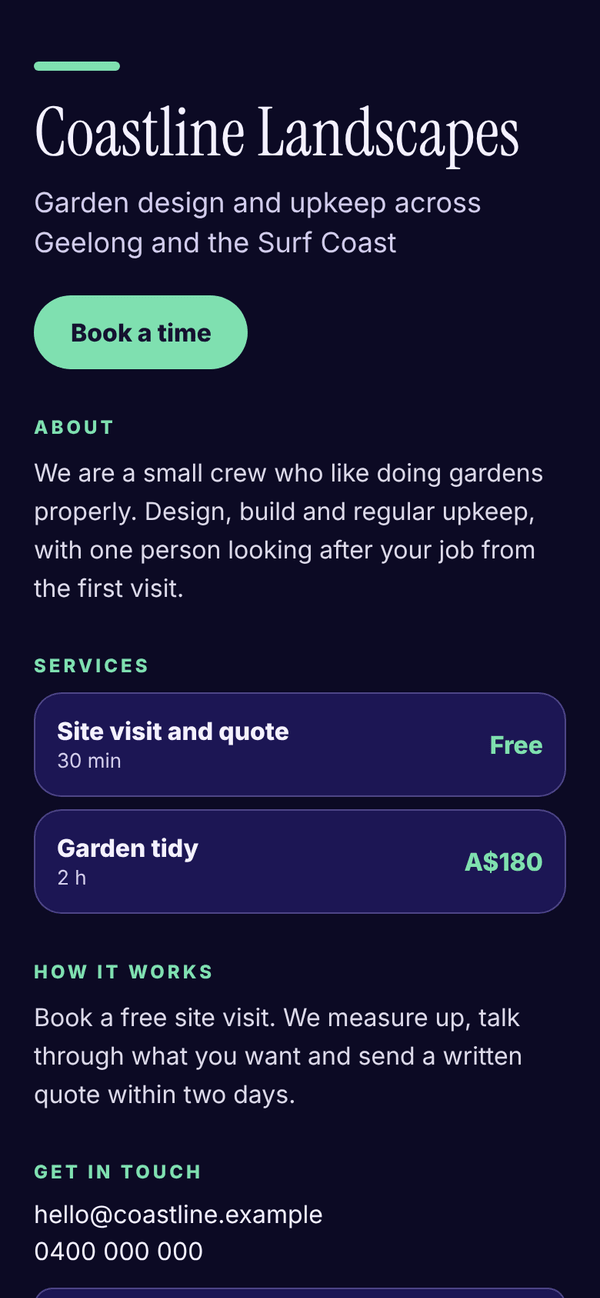 Coastline Landscapes
Garden design and upkeep across
Geelong and the Surf Coast
Book a time
ABOUT
We are a small crew who like doing gardens
properly. Design, build and regular upkeep,
with one person looking after your job from
the first visit.
SERVICES
Site visit and quote
30 min
Free
Garden tidy
2 h
A$180
HOW IT WORKS
Book a free site visit. We measure up, talk
through what you want and send a written
quote within two days.
GET IN TOUCH
hello@coastline.example
0400 000 000